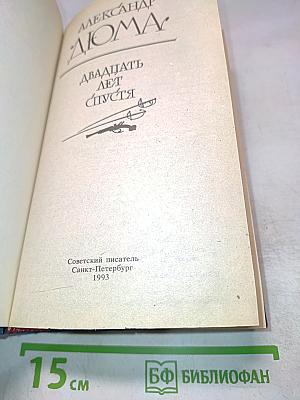 АЛЕКСАНДР
ДЮМА
ДВАДЦАТЬ
ЛЕТ
СПУСТЯ
Советский писатель
Санкт-Петербург
1993
15 см
БФ БИБЛИОФАН